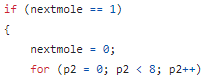 if (nextmole == 1)
{
    nextmole = 0;
    for (p2 = 0; p2 < 8; p2++)